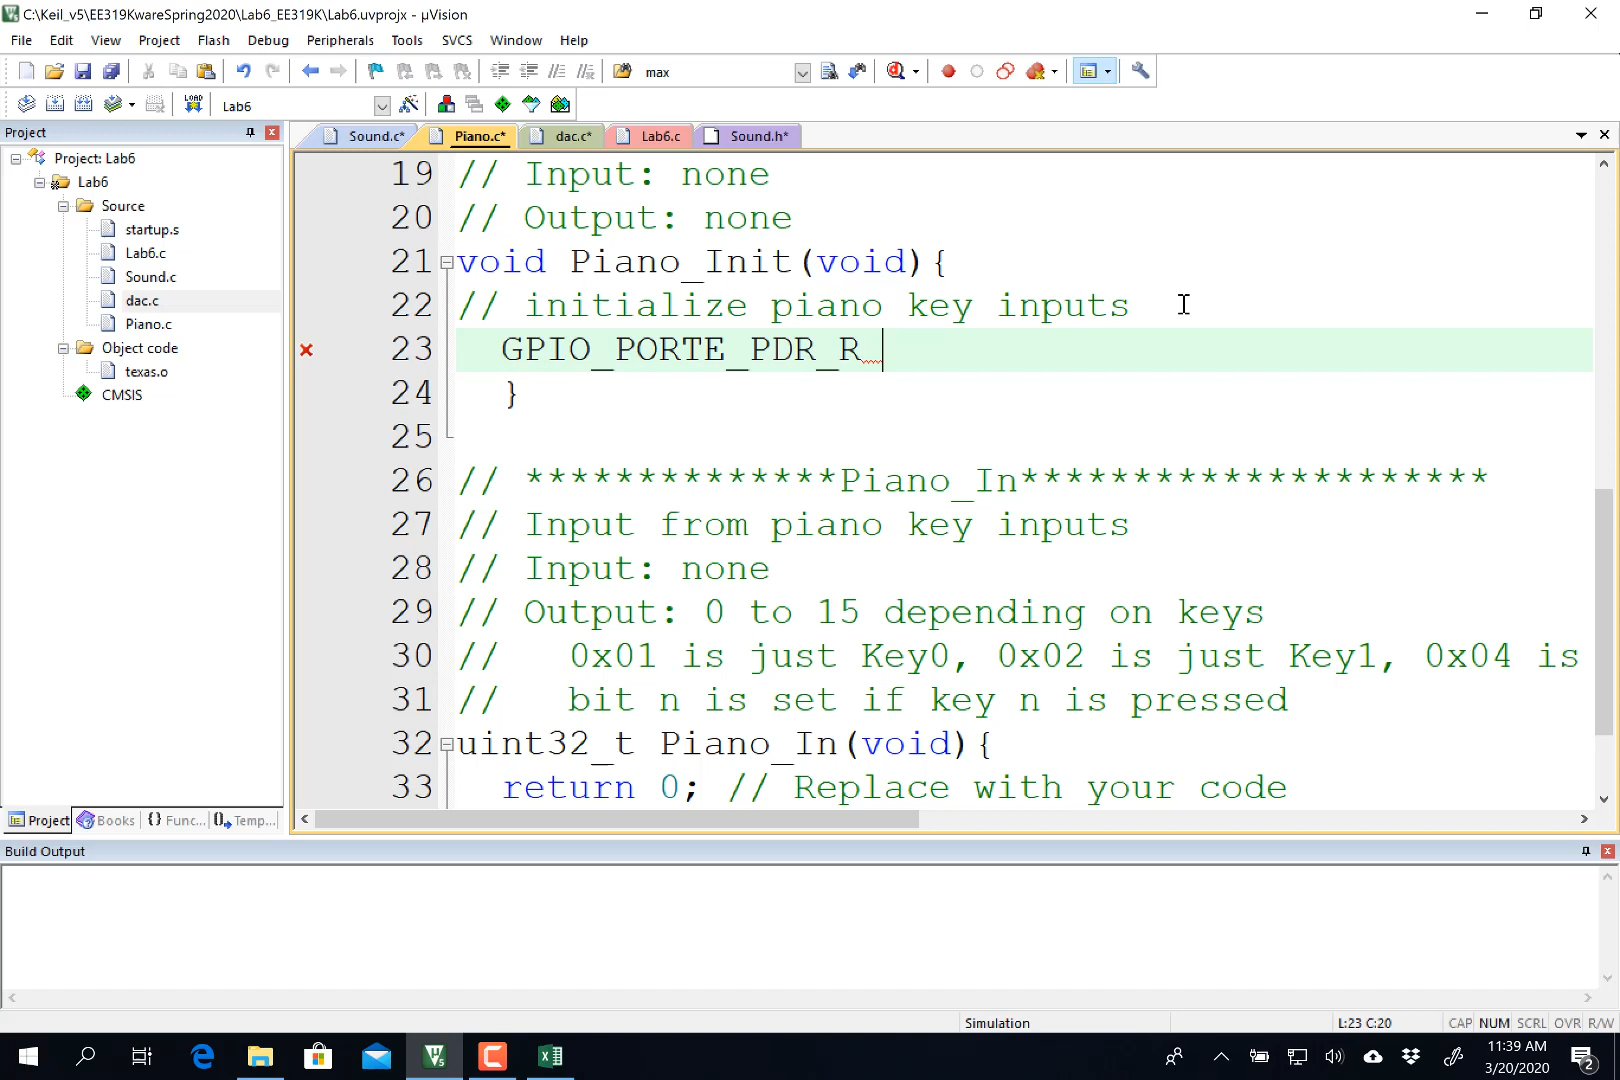 C:\Keil_v5\EE319KwareSpring2020\Lab6_EE319K\Lab6.uvprojx - µVision
File Edit View Project Flash Debug Peripherals Tools SVCS Window Help
max
LOAD Lab6
Project
Project: Lab6
Lab6
Source
startup.s
Lab6.c
Sound.c
dac.c
Piano.c
Object code
texas.o
CMSIS
Project Books {} Func... 0 Temp...
Sound.c* Piano.c* dac.c* Lab6.c Sound.h*
19 // Input: none
20 // Output: none
21 void Piano_Init(void){
22 // initialize piano key inputs
23 GPIO_PORTE_PDR_R
24 }
25
26 // **************Piano_In*********************
27 // Input from piano key inputs
28 // Input: none
29 // Output: 0 to 15 depending on keys
30 // 0x01 is just Key0, 0x02 is just Key1, 0x04 is
31 // bit n is set if key n is pressed
32 uint32_t Piano_In(void){
33 return 0; // Replace with your code
Build Output
Simulation L:23 C:20 CAP NUM SCRL OVR R/W
11:39 AM
3/20/2020
2